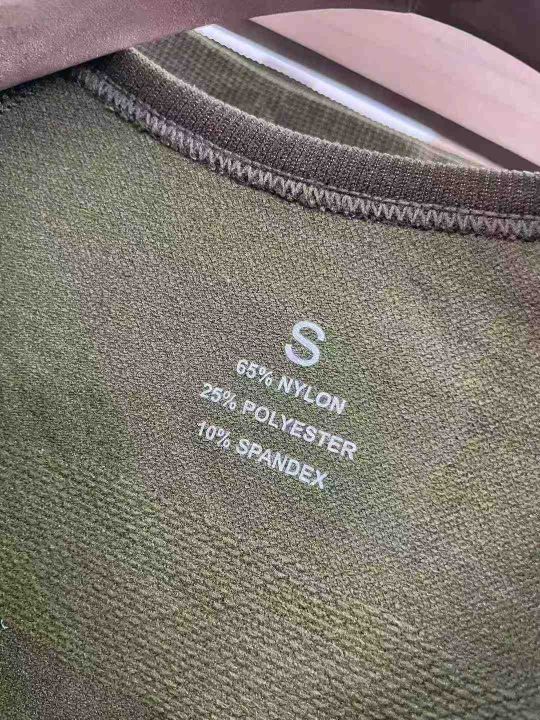 S
65% NYLON
25% POLYESTER
10% SPANDEX